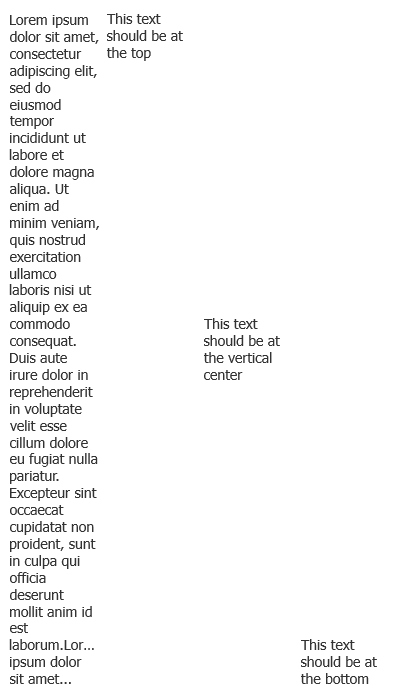 Lorem ipsum
dolor sit amet,
consectetur
adipiscing elit,
sed do
eiusmod
tempor
incididunt ut
labore et
dolore magna
aliqua. Ut
enim ad
minim veniam,
quis nostrud
exercitation
ullamco
laboris nisi ut
aliquip ex ea
commodo
consequat.
Duis aute
irure dolor in
reprehenderit
in voluptate
velit esse
cillum dolore
eu fugiat nulla
pariatur.
Excepteur sint
occaecat
cupidatat non
proident, sunt
in culpa qui
officia
deserunt
mollit anim id
est
laborum.Lor...
ipsum dolor
sit amet...
This text
should be at
the top
This text
should be at
the vertical
center
This text
should be at
the bottom